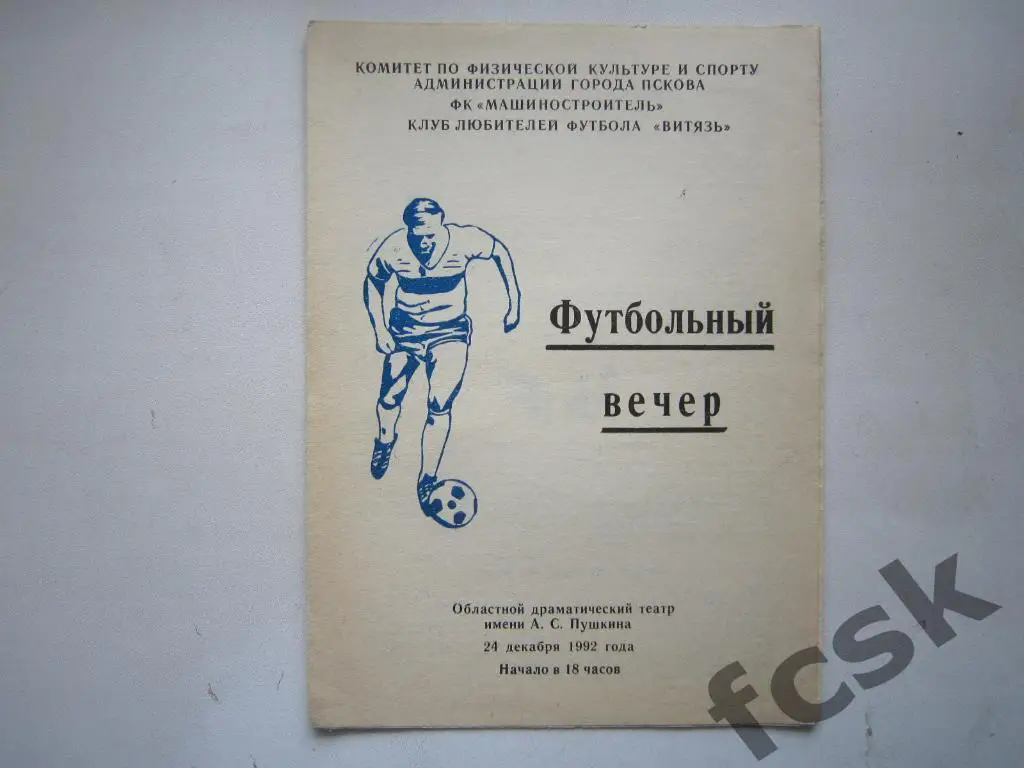 КОМИТЕТ ПО ФИЗИЧЕСКОЙ КУЛЬТУРЕ И СПОРТУ
АДМИНИСТРАЦИИ ГОРОДА ПСКОВА
ФК «МАШИНОСТРОИТЕЛЬ»
КЛУБ ЛЮБИТЕЛЕЙ ФУТБОЛА «ВИТЯЗЬ»
Футбольный
вечер
Областной драматический театр
имени А. С. Пушкина
24 декабря 1992 года
Начало в 18 часов
fcsk